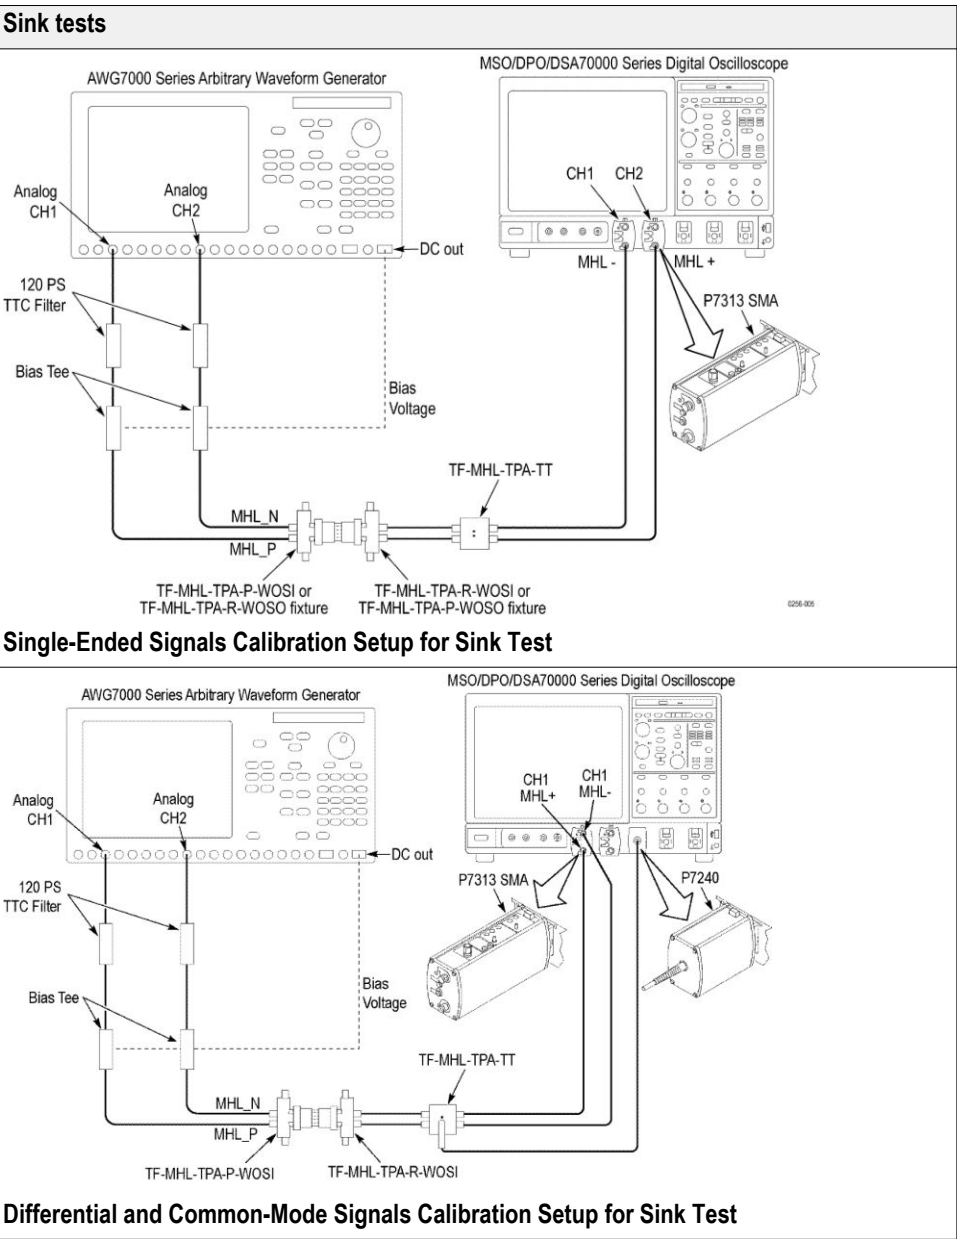 Sink tests
AWG7000 Series Arbitrary Waveform Generator
MSO/DPO/DSA70000 Series Digital Oscilloscope
Analog
CH1
Analog
CH2
CH1
CH2
DC out
MHL -
MHL +
120 PS
TTC Filter
P7313 SMA
Bias Tee
Bias
Voltage
TF-MHL-TPA-TT
MHL_N
MHL_P
TF-MHL-TPA-P-WOSI or
TF-MHL-TPA-R-WOSO fixture
TF-MHL-TPA-R-WOSI or
TF-MHL-TPA-P-WOSO fixture
0256-005
Single-Ended Signals Calibration Setup for Sink Test
AWG7000 Series Arbitrary Waveform Generator
MSO/DPO/DSA70000 Series Digital Oscilloscope
Analog
CH1
Analog
CH2
CH1
MHL+
CH1
MHL-
DC out
120 PS
TTC Filter
P7313 SMA
P7240
Bias Tee
Bias
Voltage
TF-MHL-TPA-TT
MHL_N
MHL_P
TF-MHL-TPA-P-WOSI
TF-MHL-TPA-R-WOSI
Differential and Common-Mode Signals Calibration Setup for Sink Test